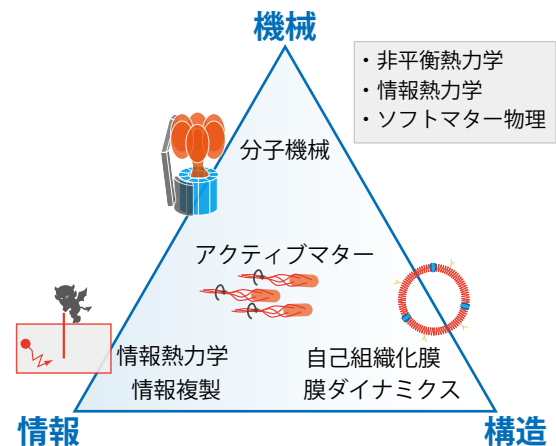 機械
・非平衡熱力学
・情報熱力学
・ソフトマター物理
分子機械
アクティブマター
情報熱力学
情報複製
自己組織化膜
膜ダイナミクス
情報
構造